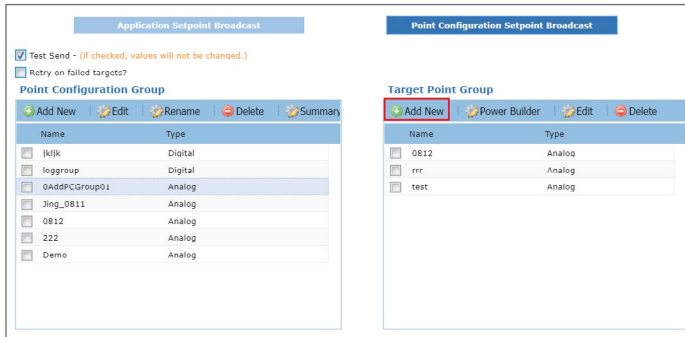 Application Setpoint Broadcast
Point Configuration Setpoint Broadcast
Test Send - (if checked, values will not be changed.)
Retry on failed targets?
Point Configuration Group
Add New Edit Rename Delete Summary
Name Type
jkljk Digital
loggroup Digital
0AddPCGroup01 Analog
Jing_0811 Analog
0812 Analog
222 Analog
Demo Analog
Target Point Group
Add New Power Builder Edit Delete
Name Type
0812 Analog
rrr Analog
test Analog